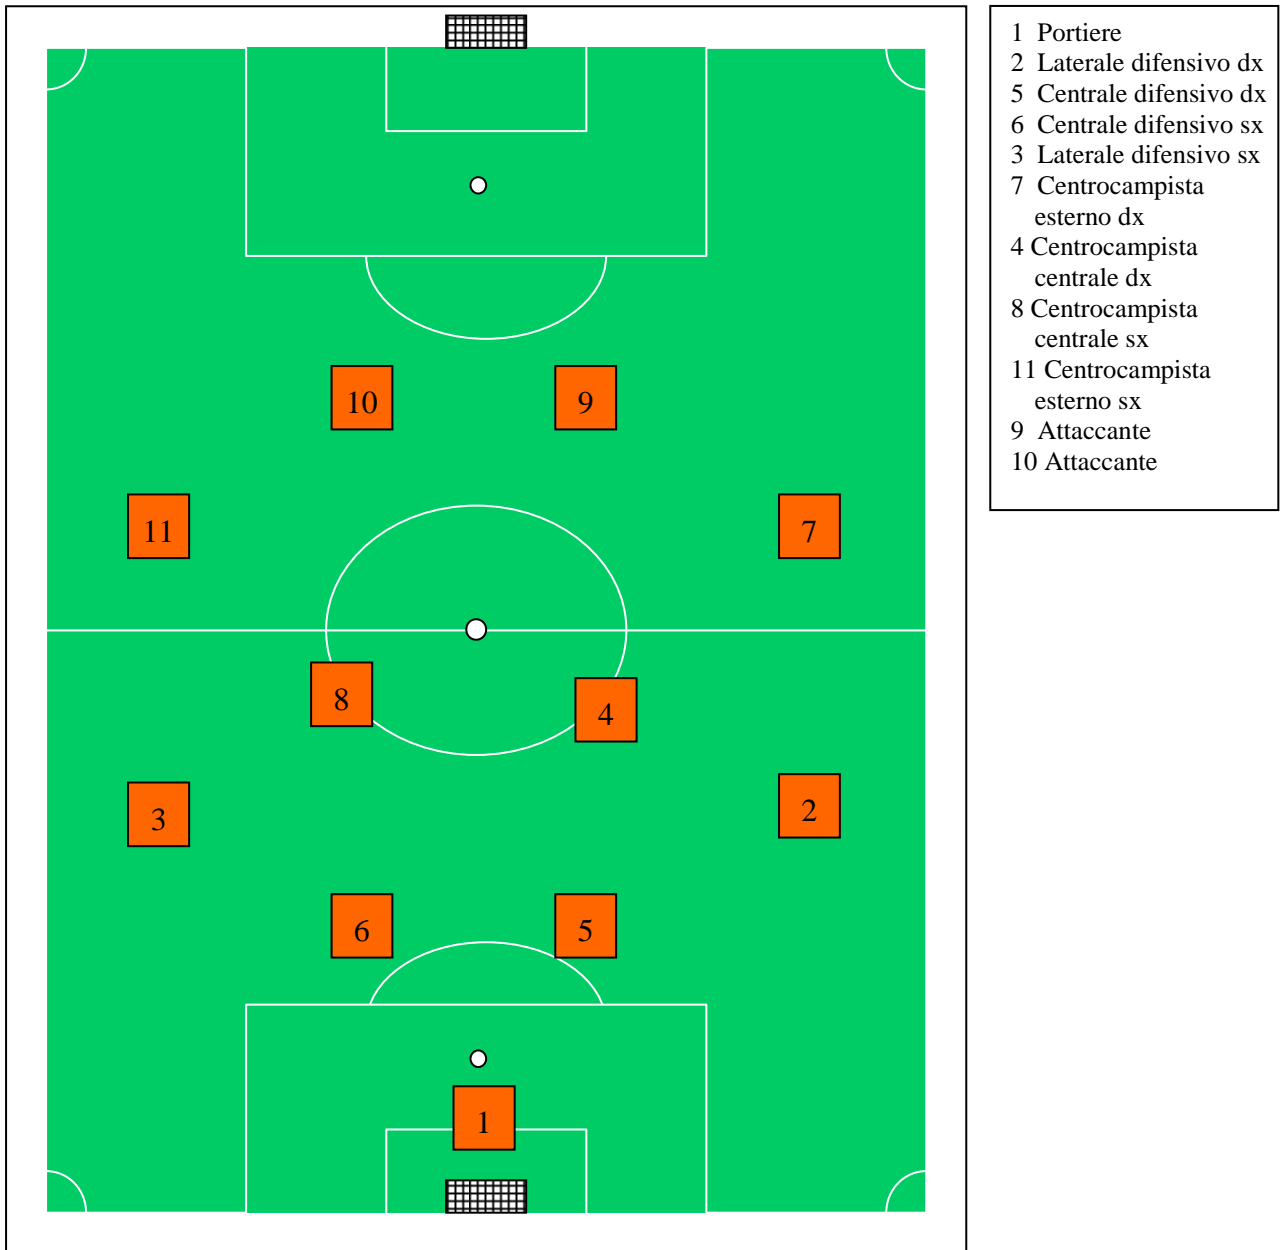 1 Portiere
2 Laterale difensivo dx
5 Centrale difensivo dx
6 Centrale difensivo sx
3 Laterale difensivo sx
7 Centrocampista
esterno dx
4 Centrocampista
centrale dx
8 Centrocampista
centrale sx
11 Centrocampista
esterno sx
9 Attaccante
10 Attaccante
10 9
11 7
8 4
3 2
6 5
1